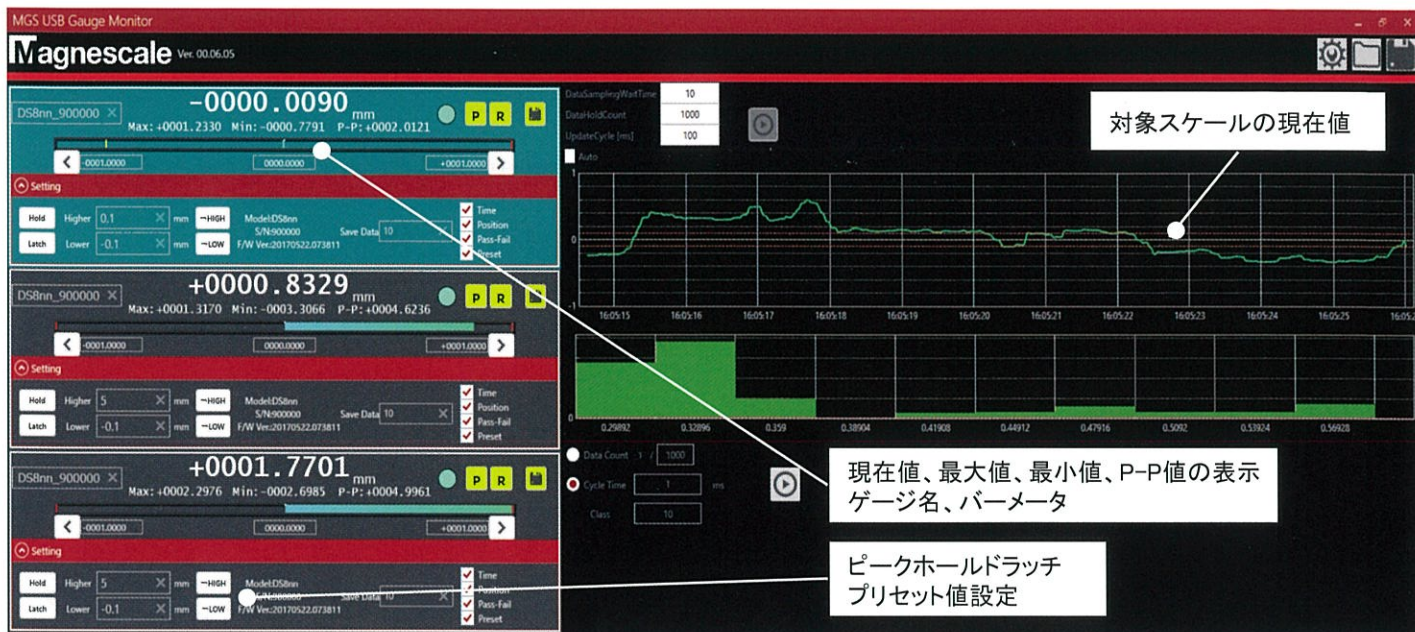 MGS USB Gauge Monitor
Magnescale Ver. 00.06.05
DS8nn_900000
-0000.0090 mm
Max:+0001.2330 Min:-0000.7791 P-P:+0002.0121
P R
-0001.0000 0000.0000 +0001.0000
Setting
Hold Higher 0.1 mm →HIGH Model:DS8nn
Latch Lower -0.1 mm →LOW S/N:900000
F/W Ver.:20170522.073811
Save Data 10
Time
Position
Pass-Fail
Preset
DS8nn_900000
+0000.8329 mm
Max:+0001.3170 Min:-0003.3066 P-P:+0004.6236
P R
-0001.0000 0000.0000 +0001.0000
Setting
Hold Higher 5 mm →HIGH Model:DS8nn
Latch Lower -0.1 mm →LOW S/N:900000
F/W Ver.:20170522.073811
Save Data 10
Time
Position
Pass-Fail
Preset
DS8nn_900000
+0001.7701 mm
Max:+0002.2976 Min:-0002.6985 P-P:+0004.9961
P R
-0001.0000 0000.0000 +0001.0000
Setting
Hold Higher 5 mm →HIGH Model:DS8nn
Latch Lower -0.1 mm →LOW
F/W Ver.:20170522.073811
Save Data 10
Time
Position
Pass-Fail
Preset
DataSamplingWaitTime 10
DataHoldCount 1000
UpdateCycle [ms] 100
Auto
対象スケールの現在値
1
0
-1
16:05:15 16:05:16 16:05:17 16:05:18 16:05:19 16:05:20 16:05:21 16:05:22 16:05:23 16:05:24 16:05:25
0
0.29892 0.32896 0.359 0.38904 0.41908 0.44912 0.47916 0.5092 0.53924 0.56928
Data Count 1 / 1000
Cycle Time 1 ms
Class 10
現在値、最大値、最小値、P-P値の表示
ゲージ名、バーメータ
ピークホールドラッチ
プリセット値設定